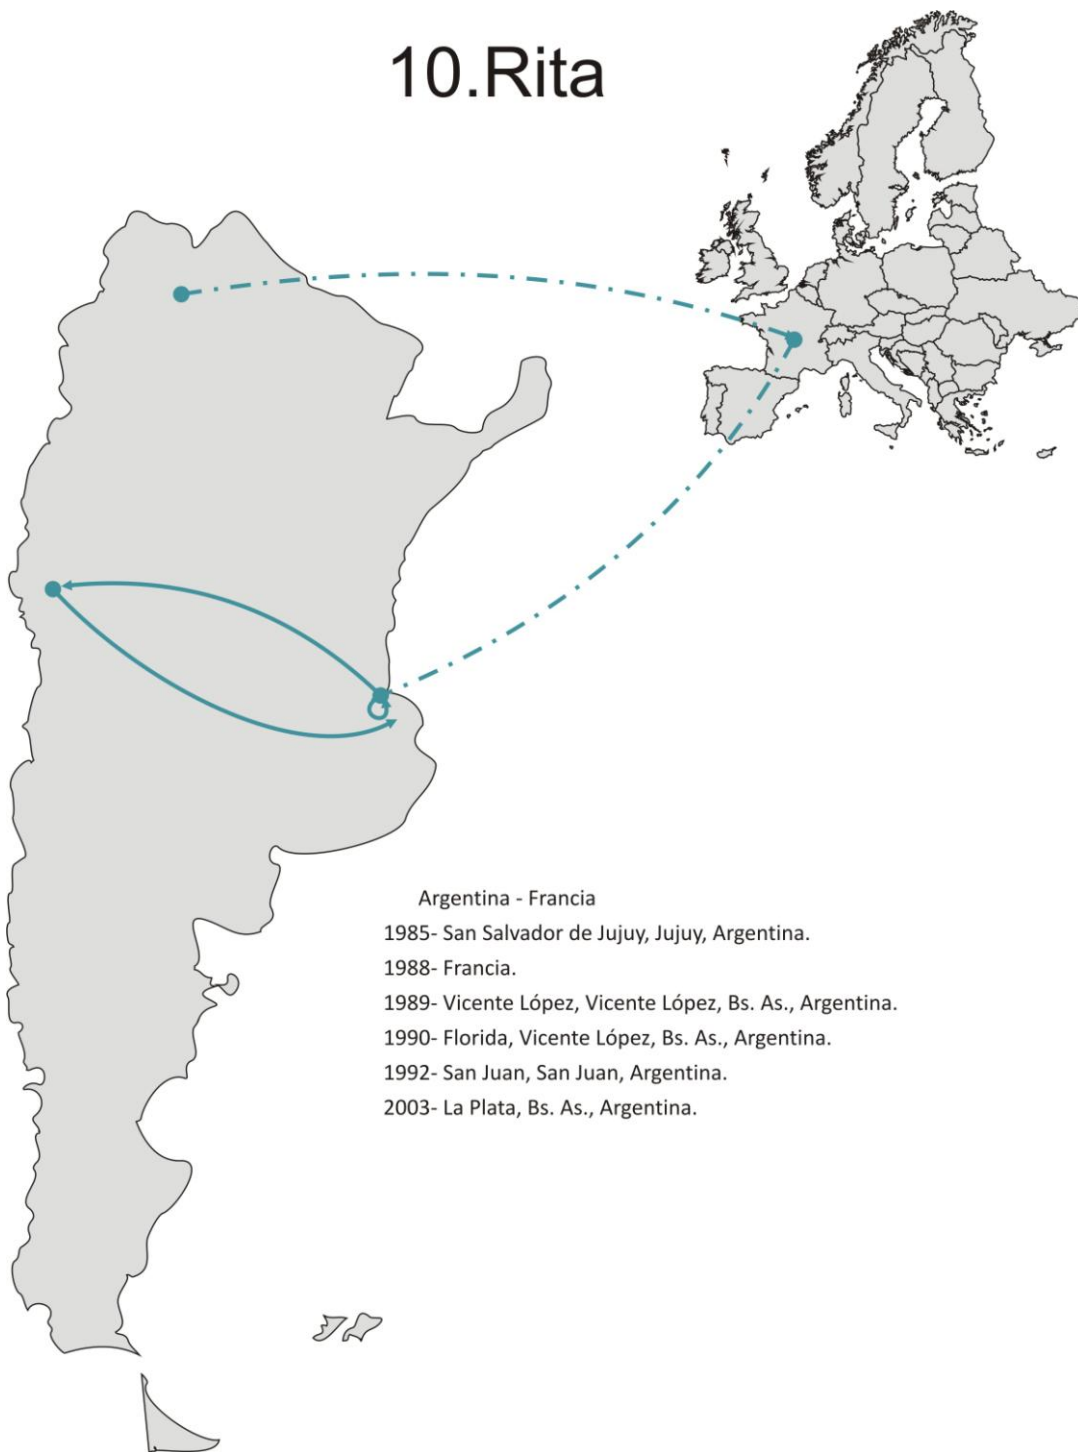 10.Rita
Argentina - Francia
1985- San Salvador de Jujuy, Jujuy, Argentina.
1988- Francia.
1989- Vicente López, Vicente López, Bs. As., Argentina.
1990- Florida, Vicente López, Bs. As., Argentina.
1992- San Juan, San Juan, Argentina.
2003- La Plata, Bs. As., Argentina.